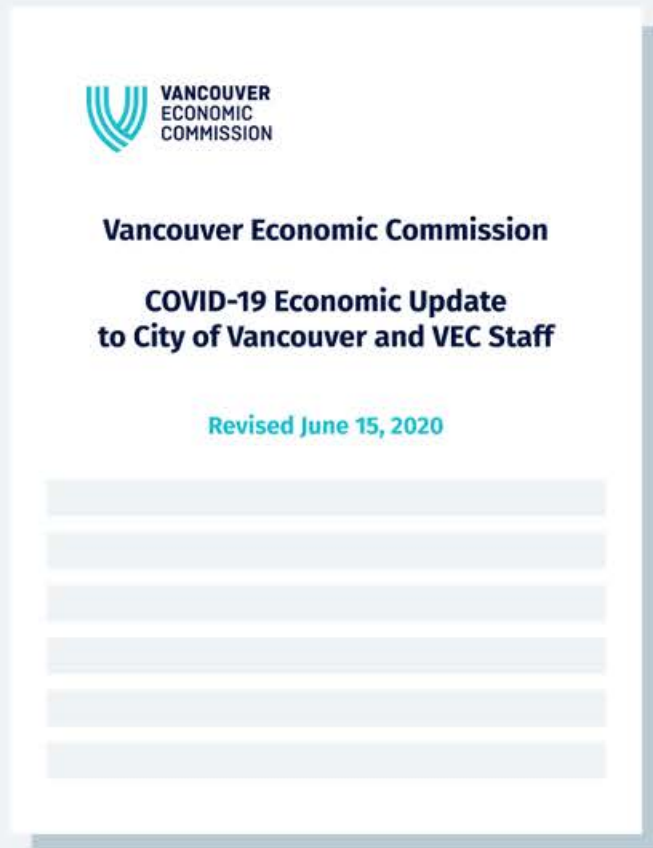 VANCOUVER
ECONOMIC
COMMISSION
Vancouver Economic Commission
COVID-19 Economic Update
to City of Vancouver and VEC Staff
Revised June 15, 2020